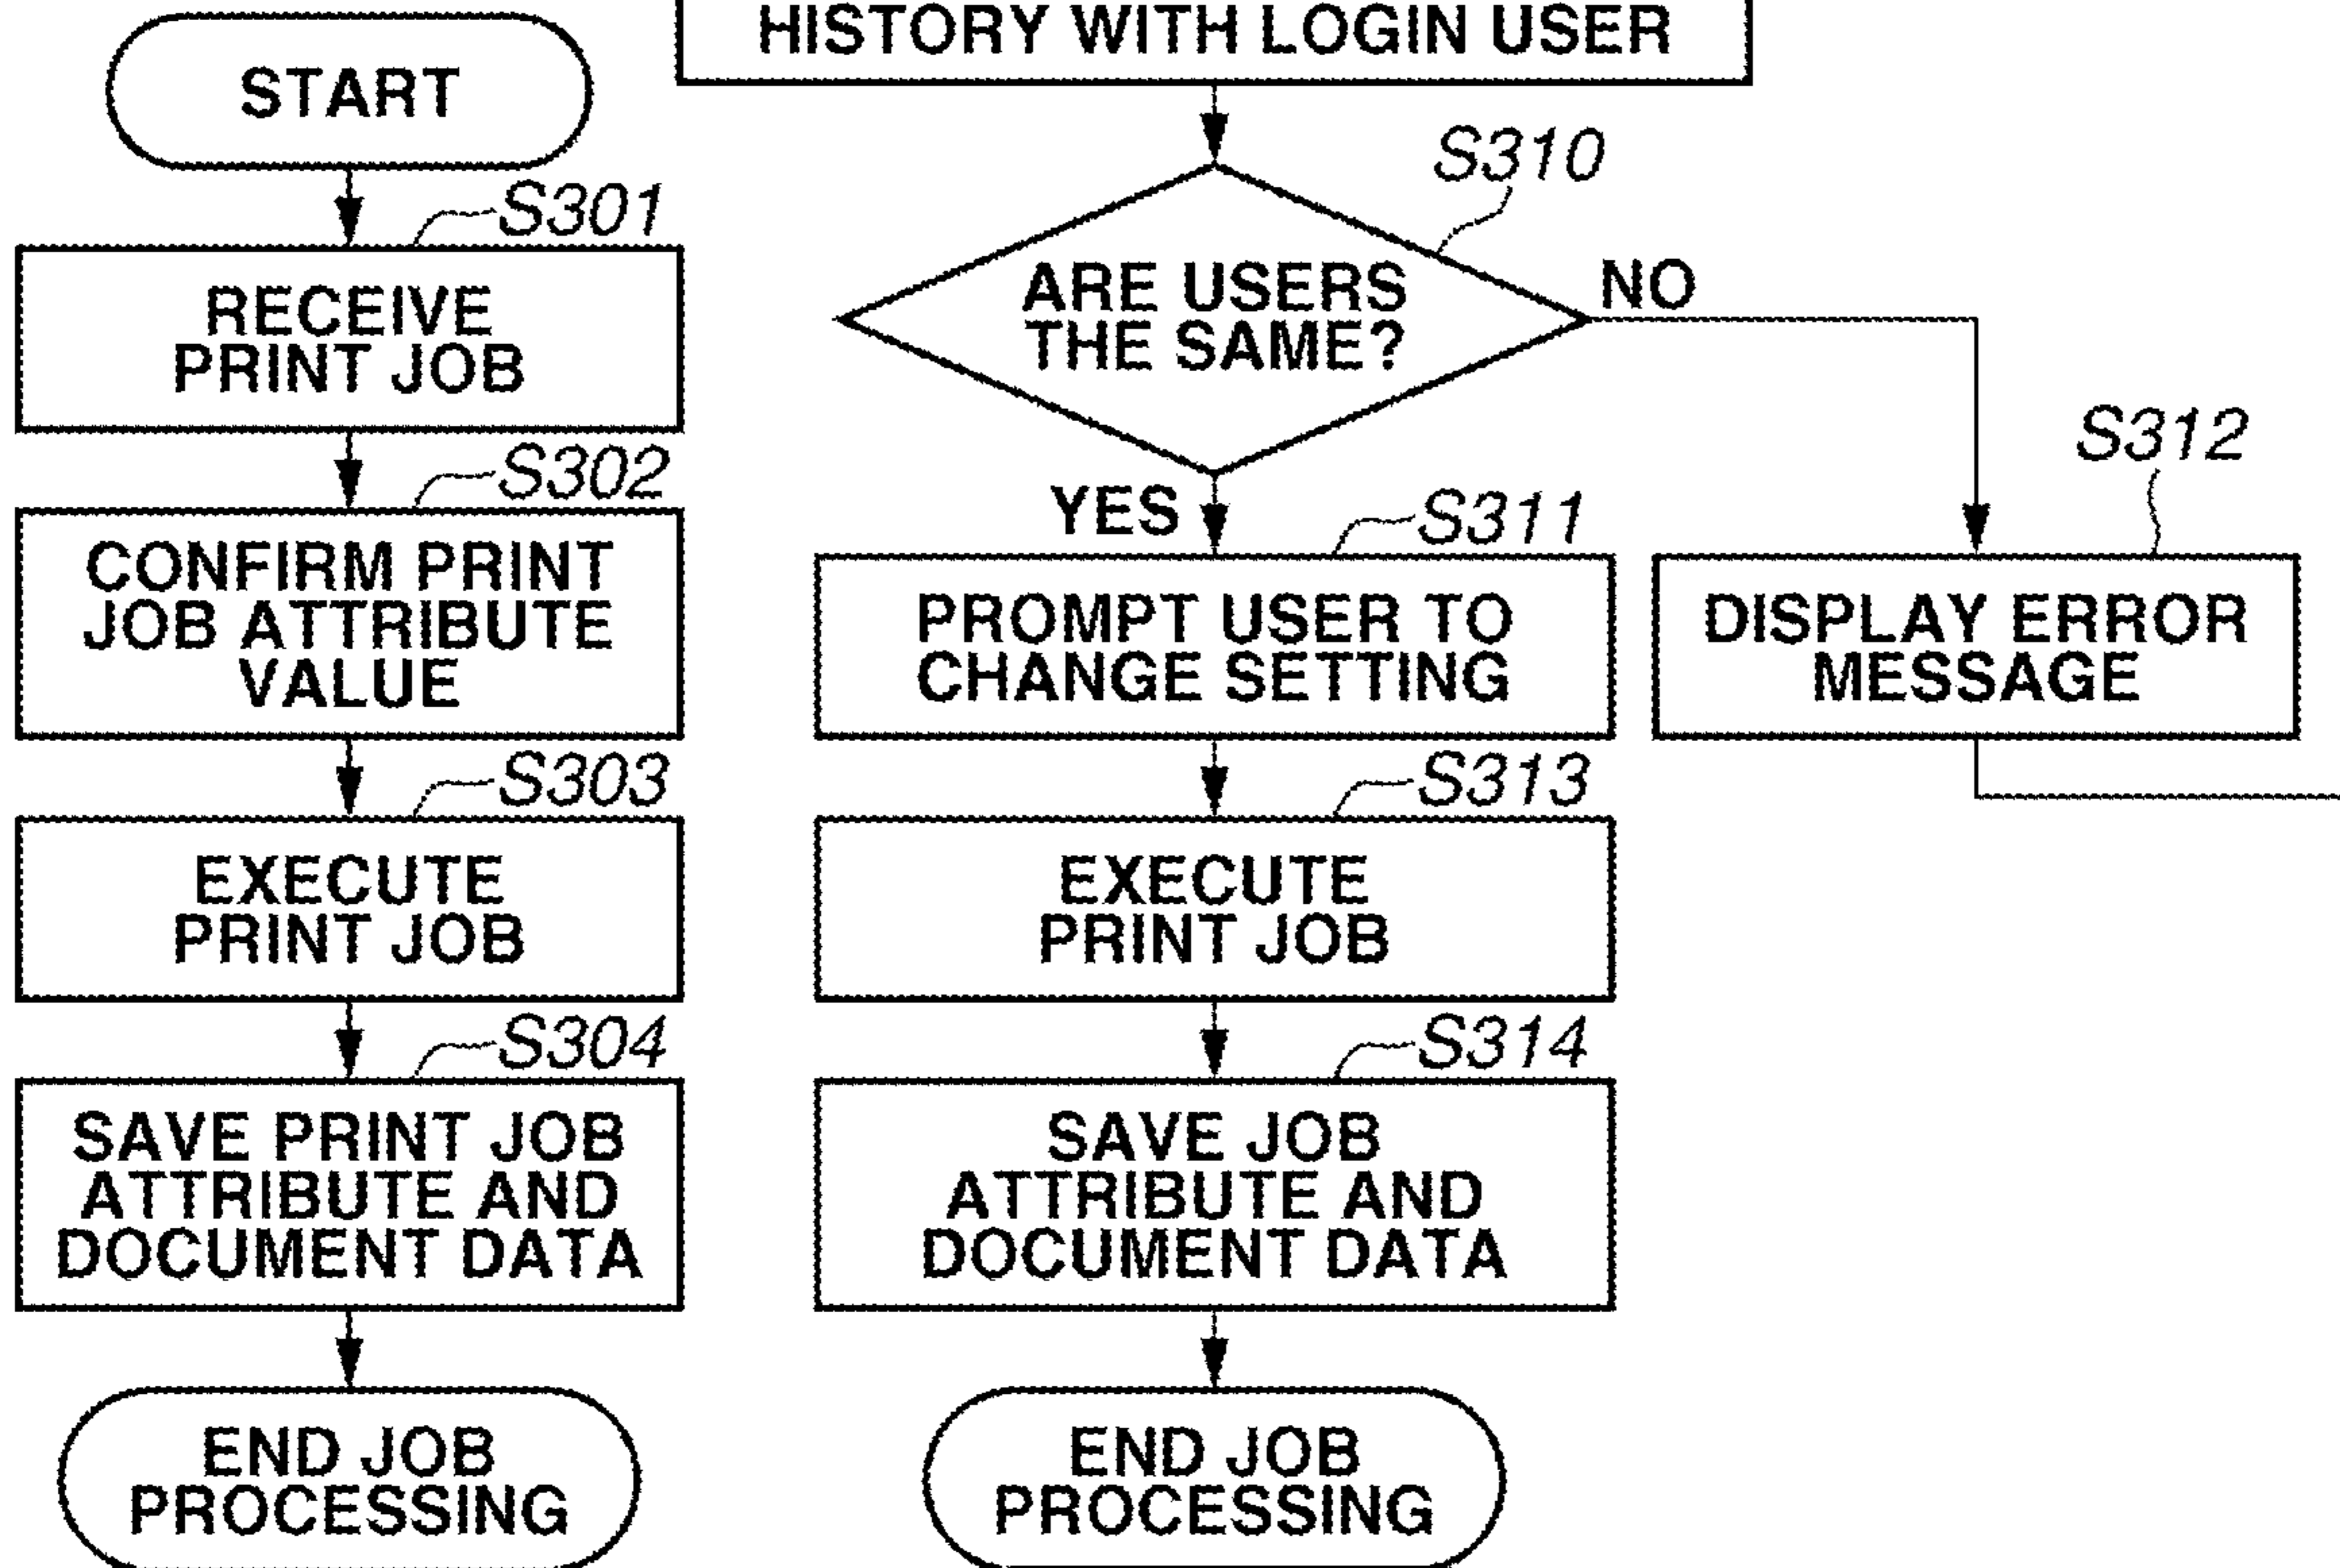 START
S301
RECEIVE
PRINT JOB
S302
CONFIRM PRINT
JOB ATTRIBUTE
VALUE
S303
EXECUTE
PRINT JOB
S304
SAVE PRINT JOB
ATTRIBUTE AND
DOCUMENT DATA
END JOB
PROCESSING
HISTORY WITH LOGIN USER
S310
ARE USERS
THE SAME?
NO
YES
S311
PROMPT USER TO
CHANGE SETTING
S312
DISPLAY ERROR
MESSAGE
S313
EXECUTE
PRINT JOB
S314
SAVE JOB
ATTRIBUTE AND
DOCUMENT DATA
END JOB
PROCESSING